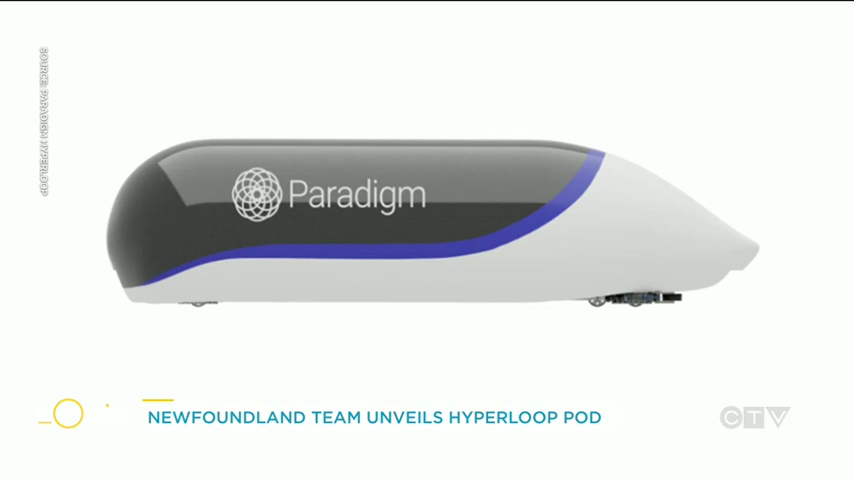 SOURCE: PARADIGM HYPERLOOP
Paradigm
NEWFOUNDLAND TEAM UNVEILS HYPERLOOP POD
CTV